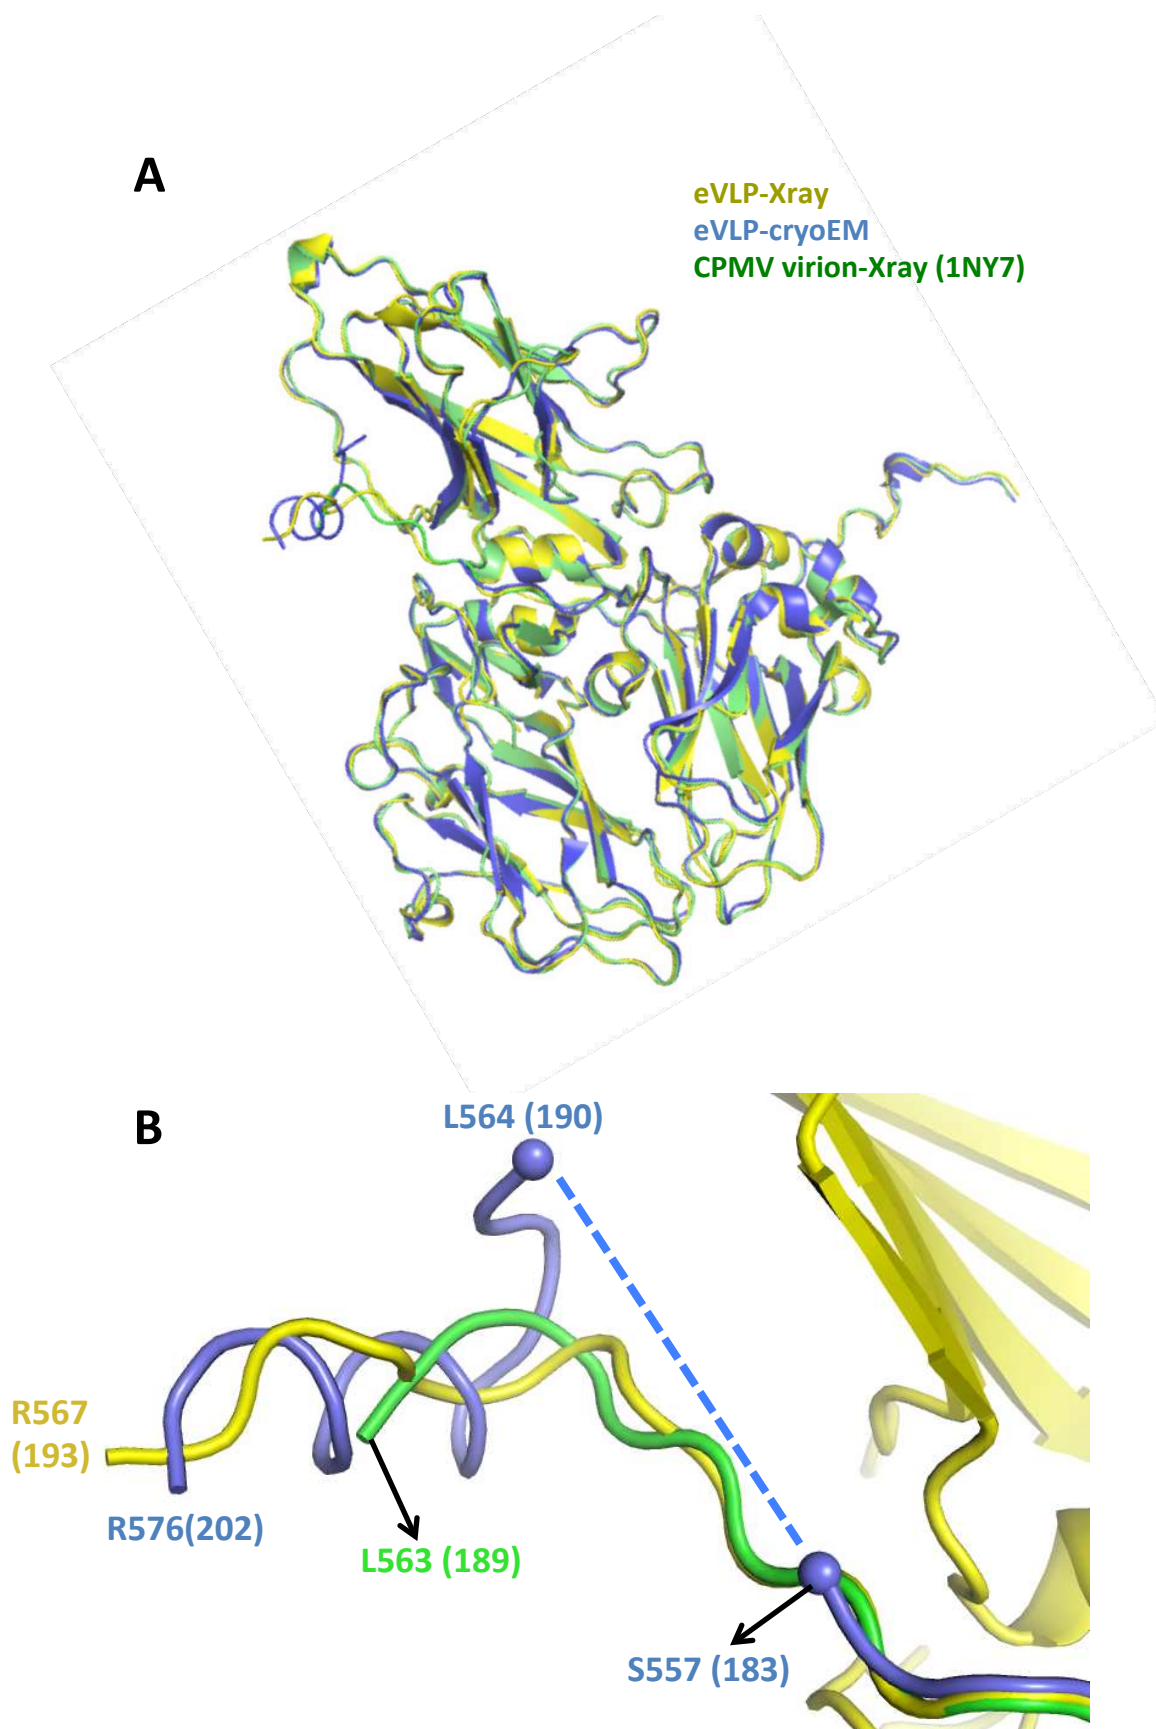 A
eVLP-Xray
eVLP-cryoEM
CPMV virion-Xray (1NY7)
B
L564 (190)
R567
(193)
R576(202)
L563 (189)
S557 (183)